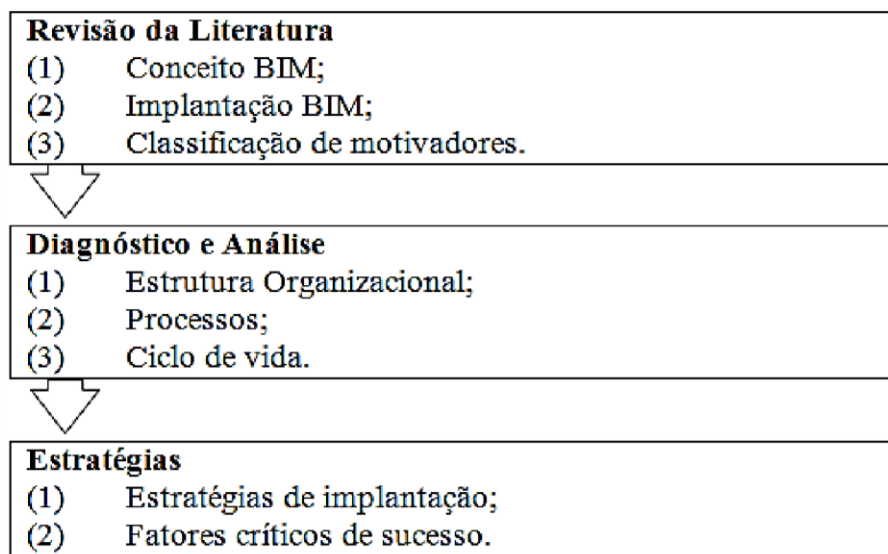 Revisão da Literatura
(1) Conceito BIM;
(2) Implantação BIM;
(3) Classificação de motivadores.
Diagnóstico e Análise
(1) Estrutura Organizacional;
(2) Processos;
(3) Ciclo de vida.
Estratégias
(1) Estratégias de implantação;
(2) Fatores críticos de sucesso.